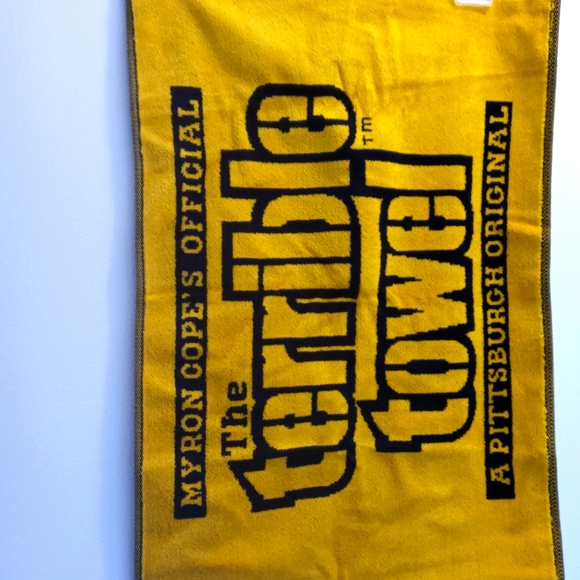 MYRON COPE'S OFFICIAL
The
terrible
towel TM
A PITTSBURGH ORIGINAL